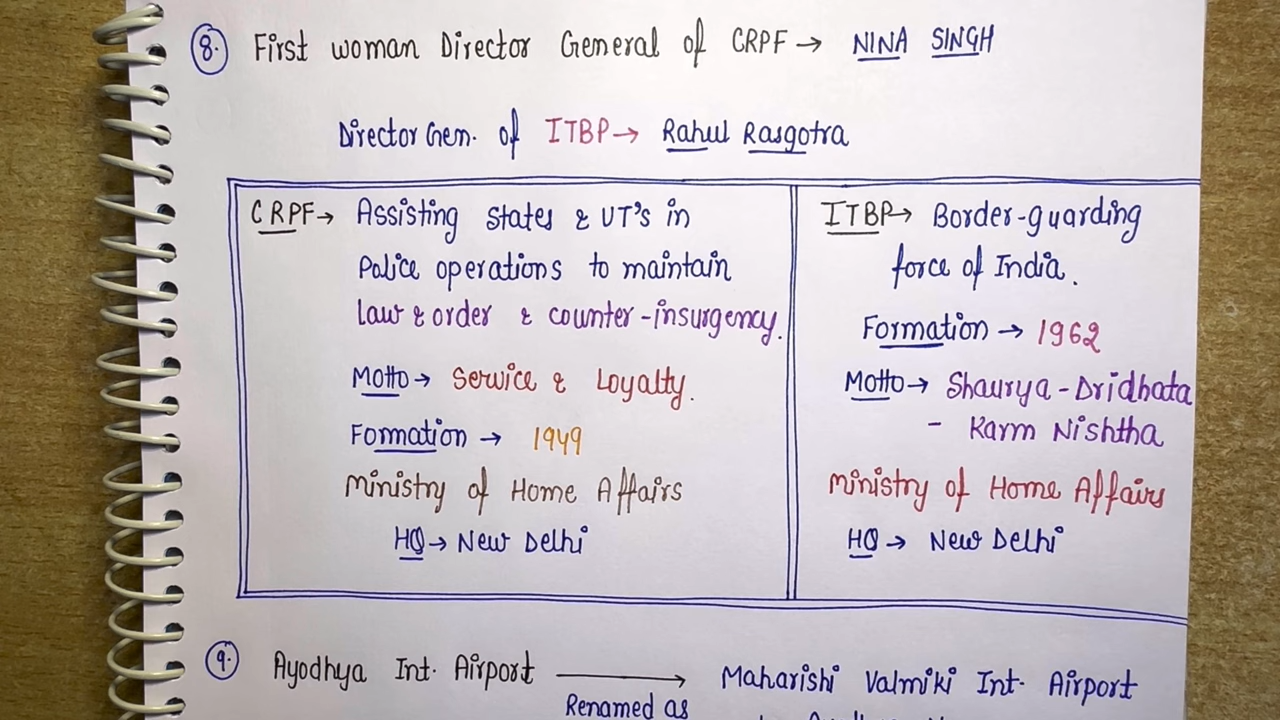 8. First woman Director General of CRPF → NINA SINGH
Director Gen. of ITBP → Rahul Rasgotra
CRPF → Assisting States & UT's in
Police operations to maintain
Law & order & counter-insurgency.
Motto → Service & Loyalty.
Formation → 1949
Ministry of Home Affairs
HQ → New Delhi
ITBP → Border-guarding
force of India.
Formation → 1962
Motto → Shaurya - Dridhata
- Karm Nishtha
Ministry of Home Affairs
HQ → New Delhi
9. Ayodhya Int. Airport → Maharishi Valmiki Int. Airport
Renamed as